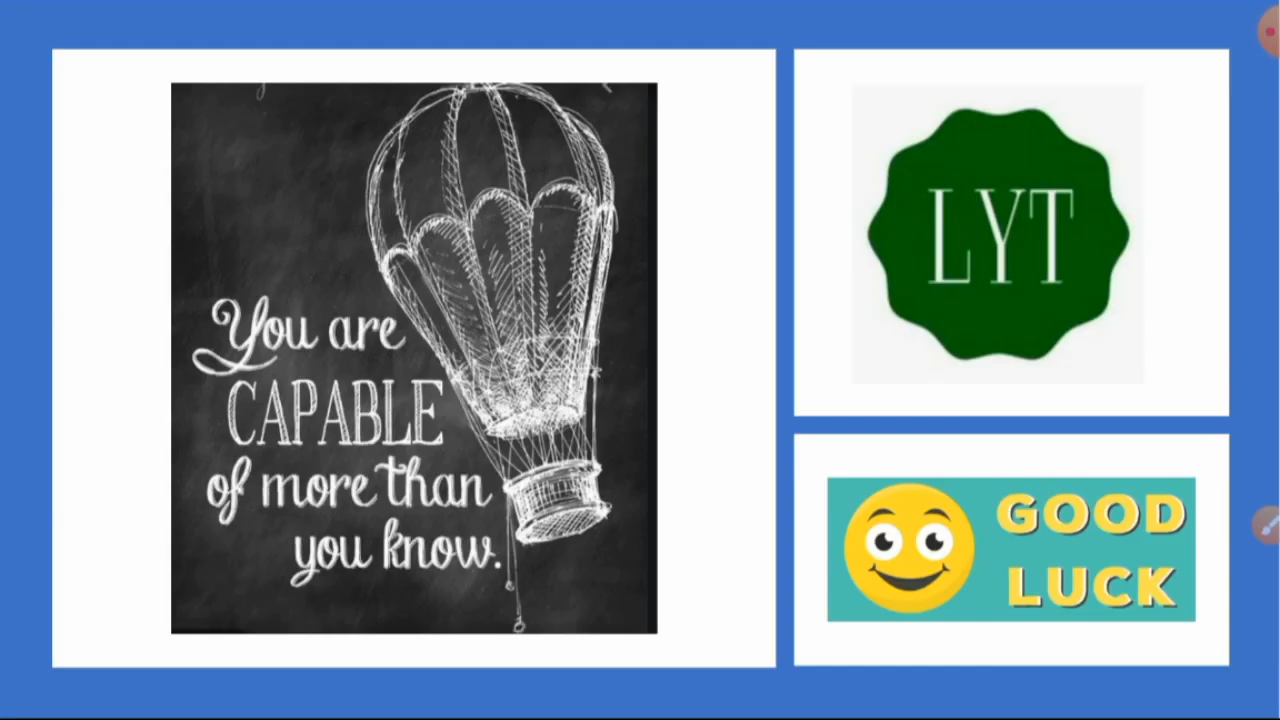 You are
CAPABLE
of more than
you know.
LYT
GOOD
LUCK